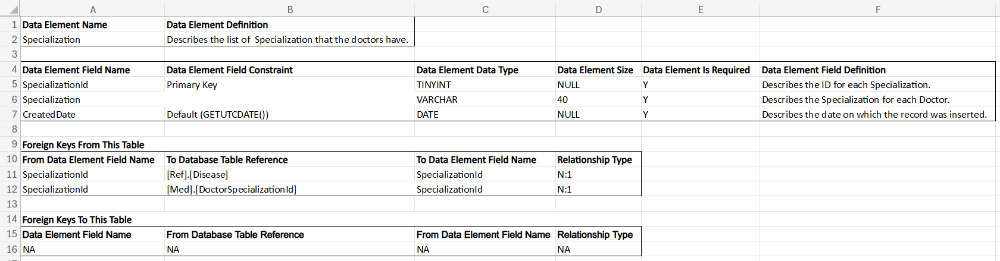 A B C D E F
1 Data Element Name Data Element Definition
2 Specialization Describes the list of  Specialization that the doctors have.
3
4 Data Element Field Name Data Element Field Constraint Data Element Data Type Data Element Size Data Element Is Required Data Element Field Definition
5 SpecializationId Primary Key TINYINT NULL Y Describes the ID for each Specialization.
6 Specialization VARCHAR 40 Y Describes the Specialization for each Doctor.
7 CreatedDate Default (GETUTCDATE()) DATE NULL Y Describes the date on which the record was inserted.
8
9 Foreign Keys From This Table
10 From Data Element Field Name To Database Table Reference To Data Element Field Name Relationship Type
11 SpecializationId [Ref].[Disease] SpecializationId N:1
12 SpecializationId [Med].[DoctorSpecializationId] SpecializationId N:1
13
14 Foreign Keys To This Table
15 Data Element Field Name From Database Table Reference From Data Element Field Name Relationship Type
16 NA NA NA NA